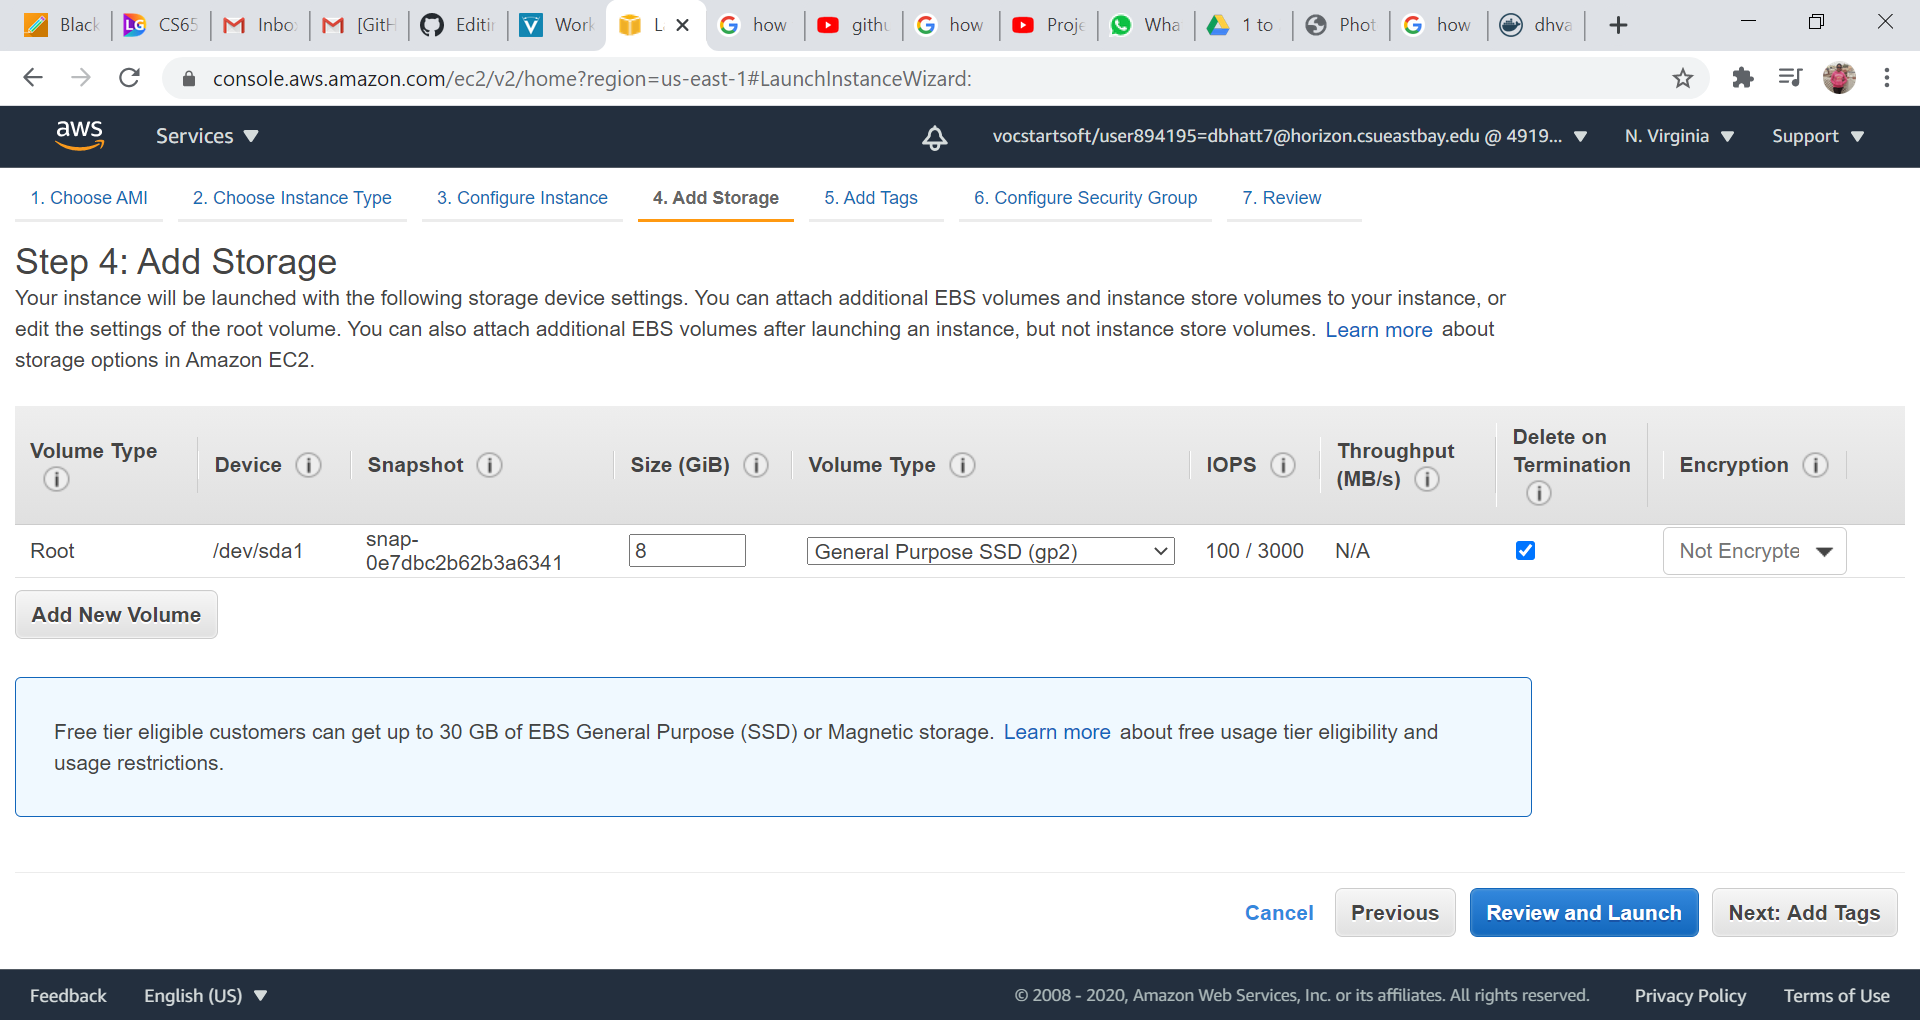 Black
CS65
Inbo
[GitH
Editi
Work
L
how
githu
how
Proje
Wha
1 to
Phot
how
dhva
console.aws.amazon.com/ec2/v2/home?region=us-east-1#LaunchInstanceWizard:
aws
Services
vocstartsoft/user894195=dbhatt7@horizon.csueastbay.edu @ 4919...
N. Virginia
Support
1. Choose AMI
2. Choose Instance Type
3. Configure Instance
4. Add Storage
5. Add Tags
6. Configure Security Group
7. Review
Step 4: Add Storage
Your instance will be launched with the following storage device settings. You can attach additional EBS volumes and instance store volumes to your instance, or
edit the settings of the root volume. You can also attach additional EBS volumes after launching an instance, but not instance store volumes. Learn more about
storage options in Amazon EC2.
Volume Type
Device
Snapshot
Size (GiB)
Volume Type
IOPS
Throughput
(MB/s)
Delete on
Termination
Encryption
Root
/dev/sda1
snap-
0e7dbc2b62b3a6341
8
General Purpose SSD (gp2)
100 / 3000
N/A
Not Encrypte
Add New Volume
Free tier eligible customers can get up to 30 GB of EBS General Purpose (SSD) or Magnetic storage. Learn more about free usage tier eligibility and
usage restrictions.
Cancel
Previous
Review and Launch
Next: Add Tags
Feedback
English (US)
© 2008 - 2020, Amazon Web Services, Inc. or its affiliates. All rights reserved.
Privacy Policy
Terms of Use